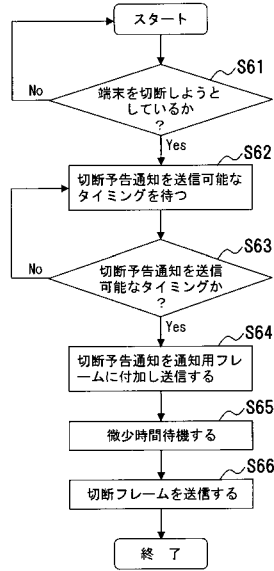 スタート
S61
端末を切断しようと
しているか
?
No
Yes
S62
切断予告通知を送信可能な
タイミングを待つ
S63
切断予告通知を送信
可能なタイミングか
?
No
Yes
S64
切断予告通知を通知用フレ
ームに付加し送信する
S65
微少時間待機する
S66
切断フレームを送信する
終 了